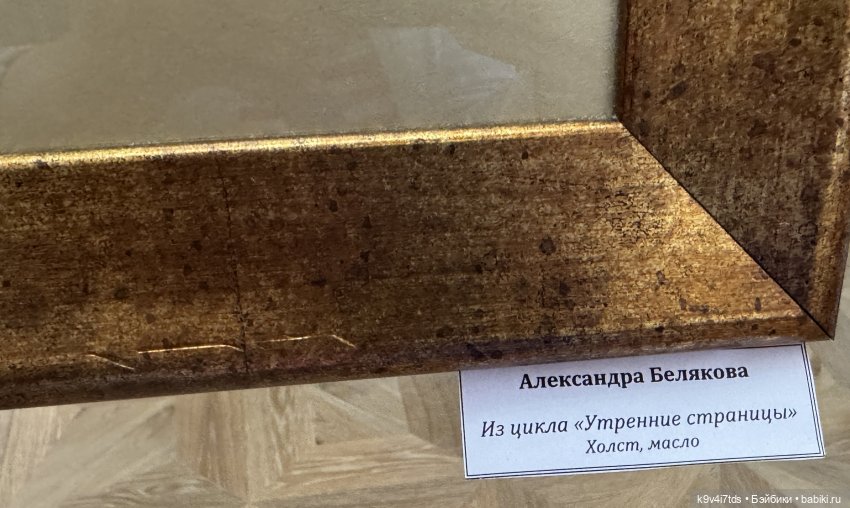 Александра Белякова
Из цикла «Утренние страницы»
Холст, масло
k9v4i7tds • Бэйбики • babiki.ru